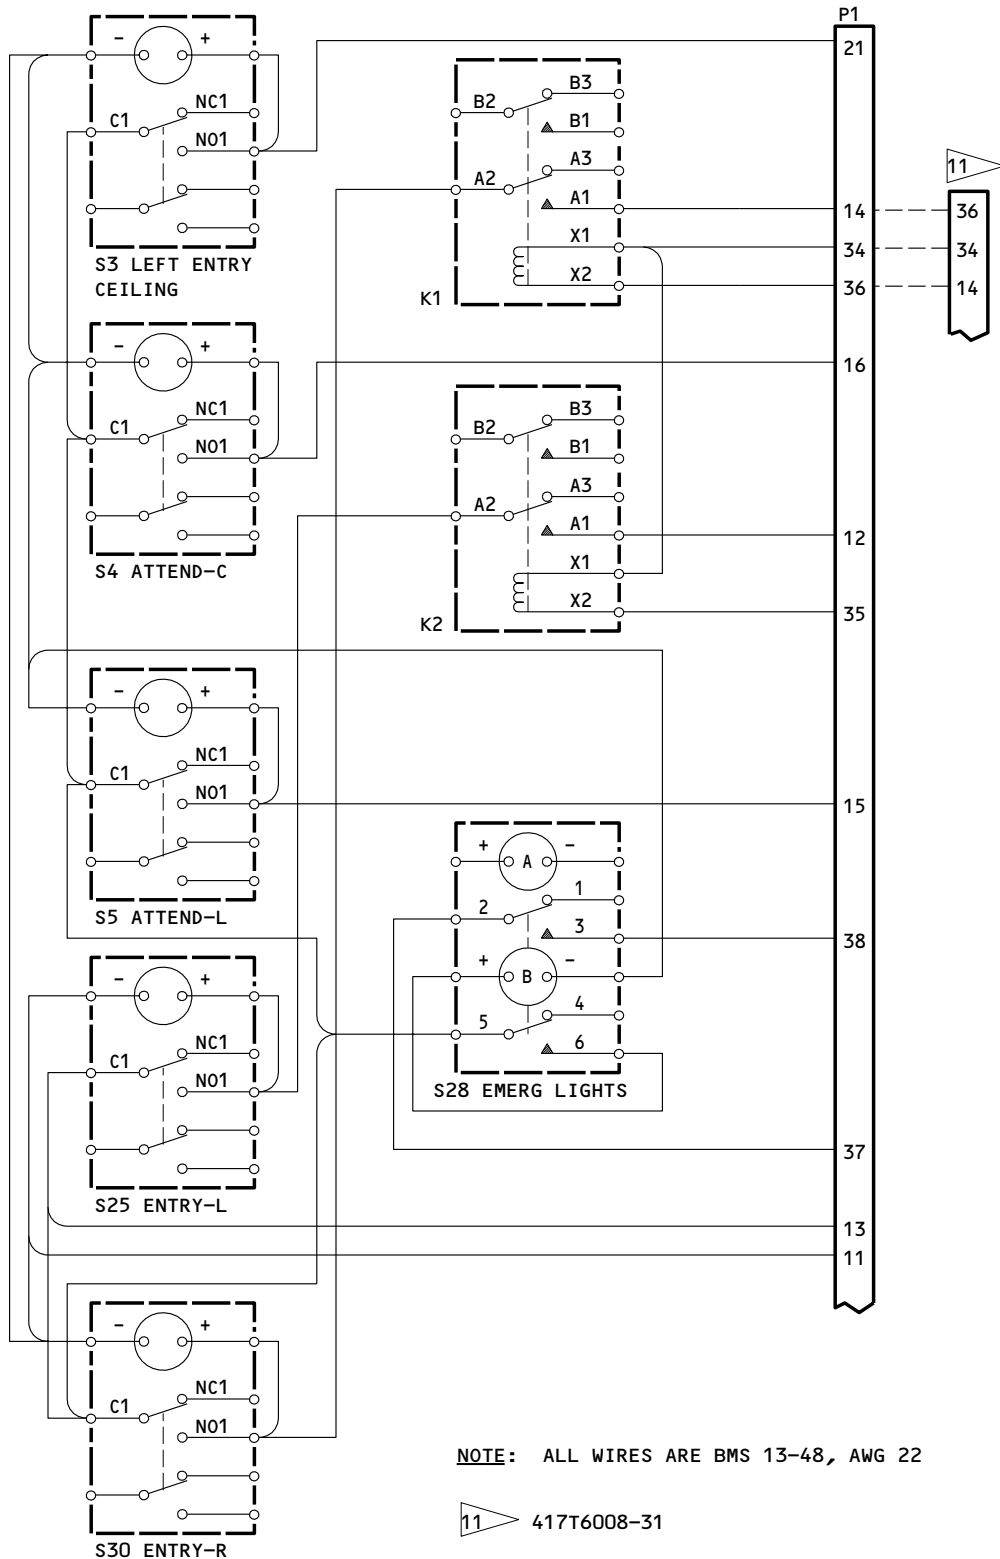 P1
21
14
34
36
16
12
35
15
38
37
13
11
11
36
34
14
- +
C1 NC1
NO1
S3 LEFT ENTRY
CEILING
- +
C1 NC1
NO1
S4 ATTEND-C
- +
C1 NC1
NO1
S5 ATTEND-L
- +
C1 NC1
NO1
S25 ENTRY-L
- +
C1 NC1
NO1
S30 ENTRY-R
B2 B3
B1
A2 A3
A1
X1
X2
K1
B2 B3
B1
A2 A3
A1
X1
X2
K2
+ A -
2 1
3
+ B -
5 4
6
S28 EMERG LIGHTS
NOTE: ALL WIRES ARE BMS 13-48, AWG 22
11 417T6008-31